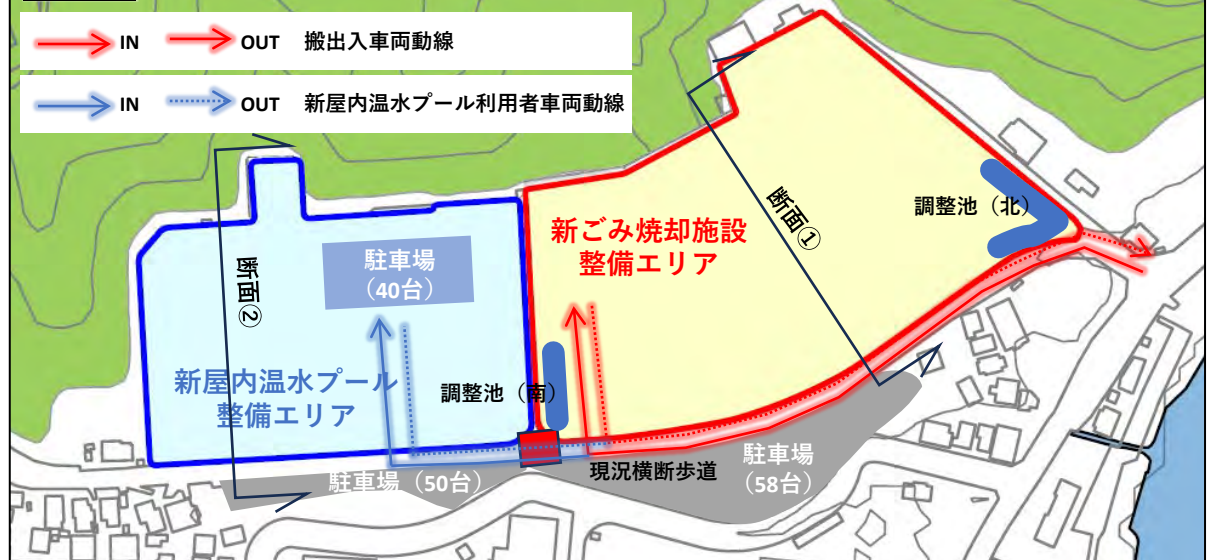 IN OUT 搬出入車両動線
IN OUT 新屋内温水プール利用者車両動線
断面①
調整池（北）
新ごみ焼却施設
整備エリア
駐車場
（40台）
断面②
新屋内温水プール
整備エリア
調整池（南）
現況横断歩道
駐車場
（58台）
駐車場（50台）